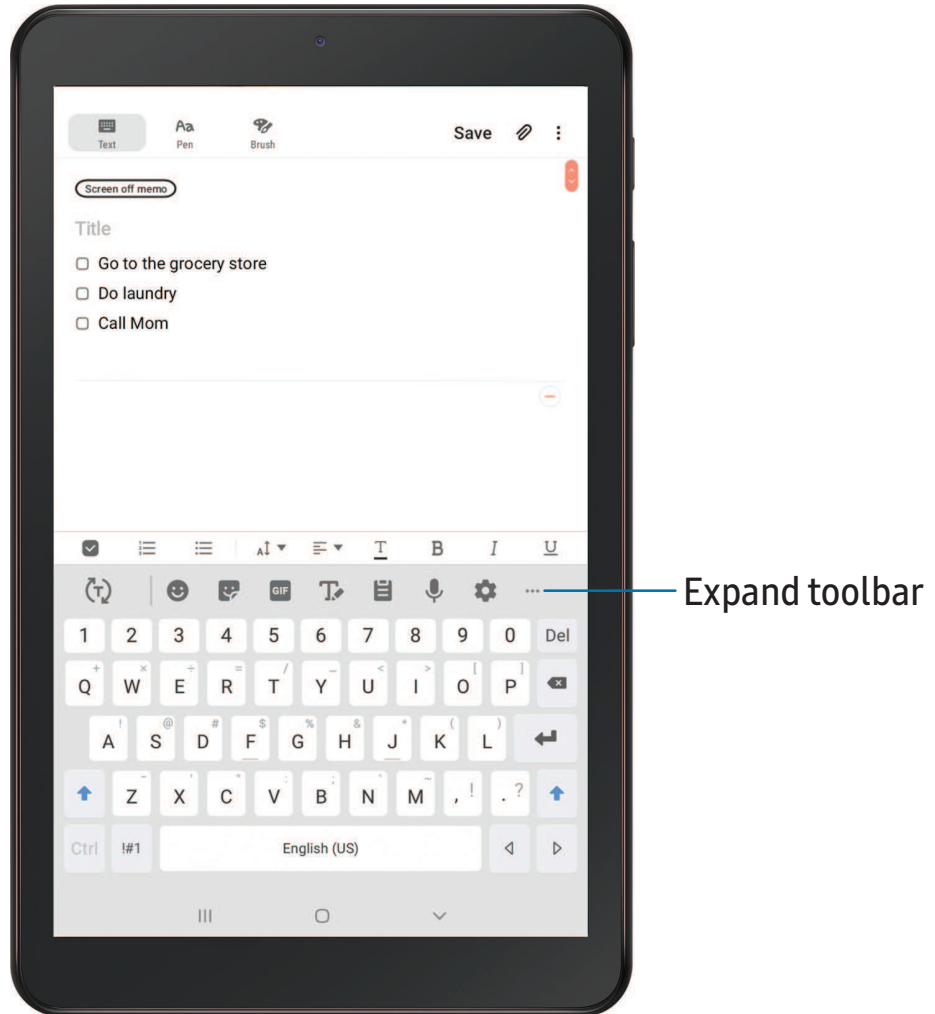 Text
Aa
Pen
Brush
Save
Screen off memo
Title
Go to the grocery store
Do laundry
Call Mom
A T B I U
T GIF T
Expand toolbar
1 2 3 4 5 6 7 8 9 0 Del
+ × ÷ = / _ < > [ ]
Q W E R T Y U I O P
! @ # $ % & * ( )
A S D F G H J K L
- ' " : ; ` ~
Z X C V B N M , ! . ?
Ctrl !#1 English (US)